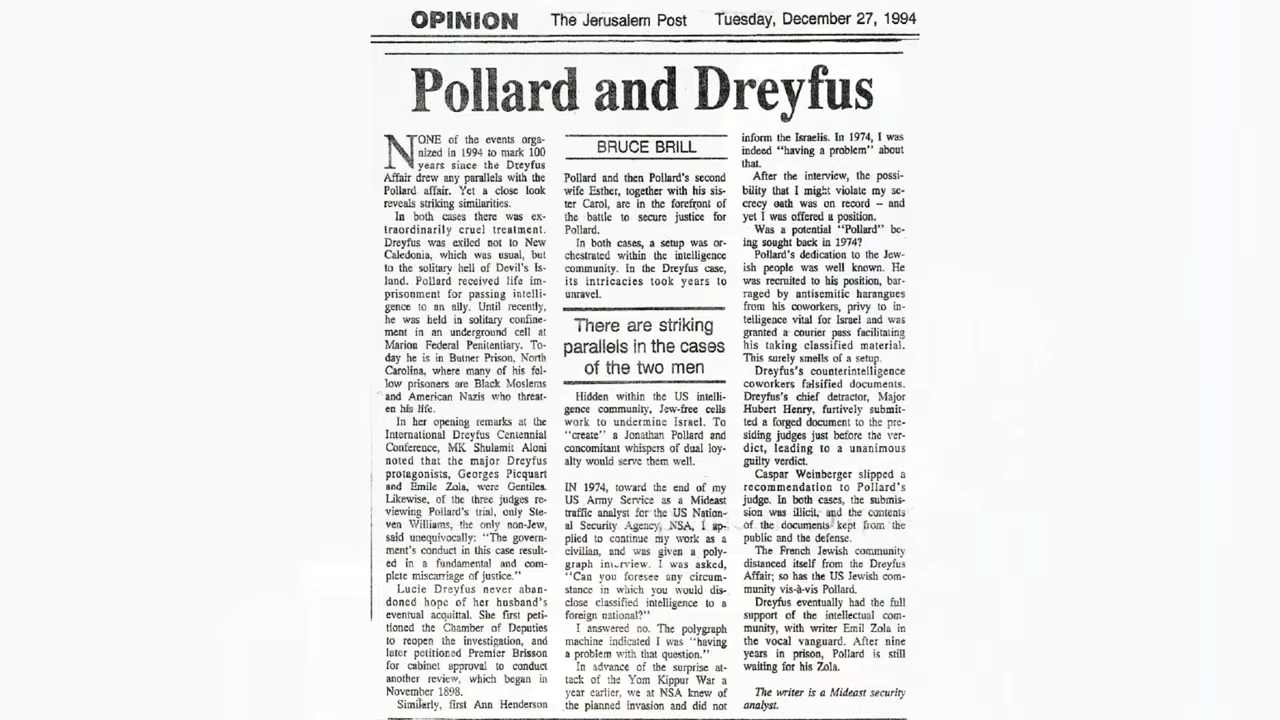 OPINION The Jerusalem Post Tuesday, December 27, 1994
Pollard and Dreyfus
NONE of the events orga-
nized in 1994 to mark 100
years since the Dreyfus
Affair drew any parallels with the
Pollard affair. Yet a close look
reveals striking similarities.
In both cases there was ex-
traordinarily cruel treatment.
Dreyfus was exiled not to New
Caledonia, which was usual, but
to the solitary hell of Devil's Is-
land. Pollard received life im-
prisonment for passing intelli-
gence to an ally. Until recently,
he was held in solitary confine-
ment in an underground cell at
Marion Federal Penitentiary. To-
day he is in Butner Prison, North
Carolina, where many of his fel-
low prisoners are Black Moslems
and American Nazis who threat-
en his life.
In her opening remarks at the
International Dreyfus Centennial
Conference, MK Shulamit Aloni
noted that the major Dreyfus
protagonists, Georges Picquart
and Emile Zola, were Gentiles.
Likewise, of the three judges re-
viewing Pollard's trial, only Ste-
ven Williams, the only non-Jew,
said unequivocally: "The govern-
ment's conduct in this case result-
ed in a fundamental and com-
plete miscarriage of justice."
Lucie Dreyfus never aban-
doned hope of her husband's
eventual acquittal. She first peti-
tioned the Chamber of Deputies
to reopen the investigation, and
later petitioned Premier Brisson
for cabinet approval to conduct
another review, which began in
November 1898.
Similarly, first Ann Henderson
BRUCE BRILL
Pollard and then Pollard's second
wife Esther, together with his sis-
ter Carol, are in the forefront of
the battle to secure justice for
Pollard.
In both cases, a setup was or-
chestrated within the intelligence
community. In the Dreyfus case,
its intricacies took years to
unravel.
There are striking
parallels in the cases
of the two men
Hidden within the US intelli-
gence community, Jew-free cells
work to undermine Israel. To
"create" a Jonathan Pollard and
concomitant whispers of dual loy-
alty would serve them well.
IN 1974, toward the end of my
US Army Service as a Mideast
traffic analyst for the US Nation-
al Security Agency, NSA, I ap-
plied to continue my work as a
civilian, and was given a poly-
graph interview. I was asked,
"Can you foresee any circum-
stance in which you would dis-
close classified intelligence to a
foreign national?"
I answered no. The polygraph
machine indicated I was "having
a problem with that question."
In advance of the surprise at-
tack of the Yom Kippur War a
year earlier, we at NSA knew of
the planned invasion and did not
inform the Israelis. In 1974, I was
indeed "having a problem" about
that.
After the interview, the possi-
bility that I might violate my se-
crecy oath was on record – and
yet I was offered a position.
Was a potential "Pollard" be-
ing sought back in 1974?
Pollard's dedication to the Jew-
ish people was well known. He
was recruited to his position, bar-
raged by antisemitic harangues
from his coworkers, privy to in-
telligence vital for Israel and was
granted a courier pass facilitating
his taking classified material.
This surely smells of a setup.
Dreyfus's counterintelligence
coworkers falsified documents.
Dreyfus's chief detractor, Major
Hubert Henry, furtively submit-
ted a forged document to the pre-
siding judges just before the ver-
dict, leading to a unanimous
guilty verdict.
Caspar Weinberger slipped a
recommendation to Pollard's
judge. In both cases, the submis-
sion was illicit, and the contents
of the documents kept from the
public and the defense.
The French Jewish community
distanced itself from the Dreyfus
Affair; so has the US Jewish com-
munity vis-à-vis Pollard.
Dreyfus eventually had the full
support of the intellectual com-
munity, with writer Emil Zola in
the vocal vanguard. After nine
years in prison, Pollard is still
waiting for his Zola.
The writer is a Mideast security
analyst.